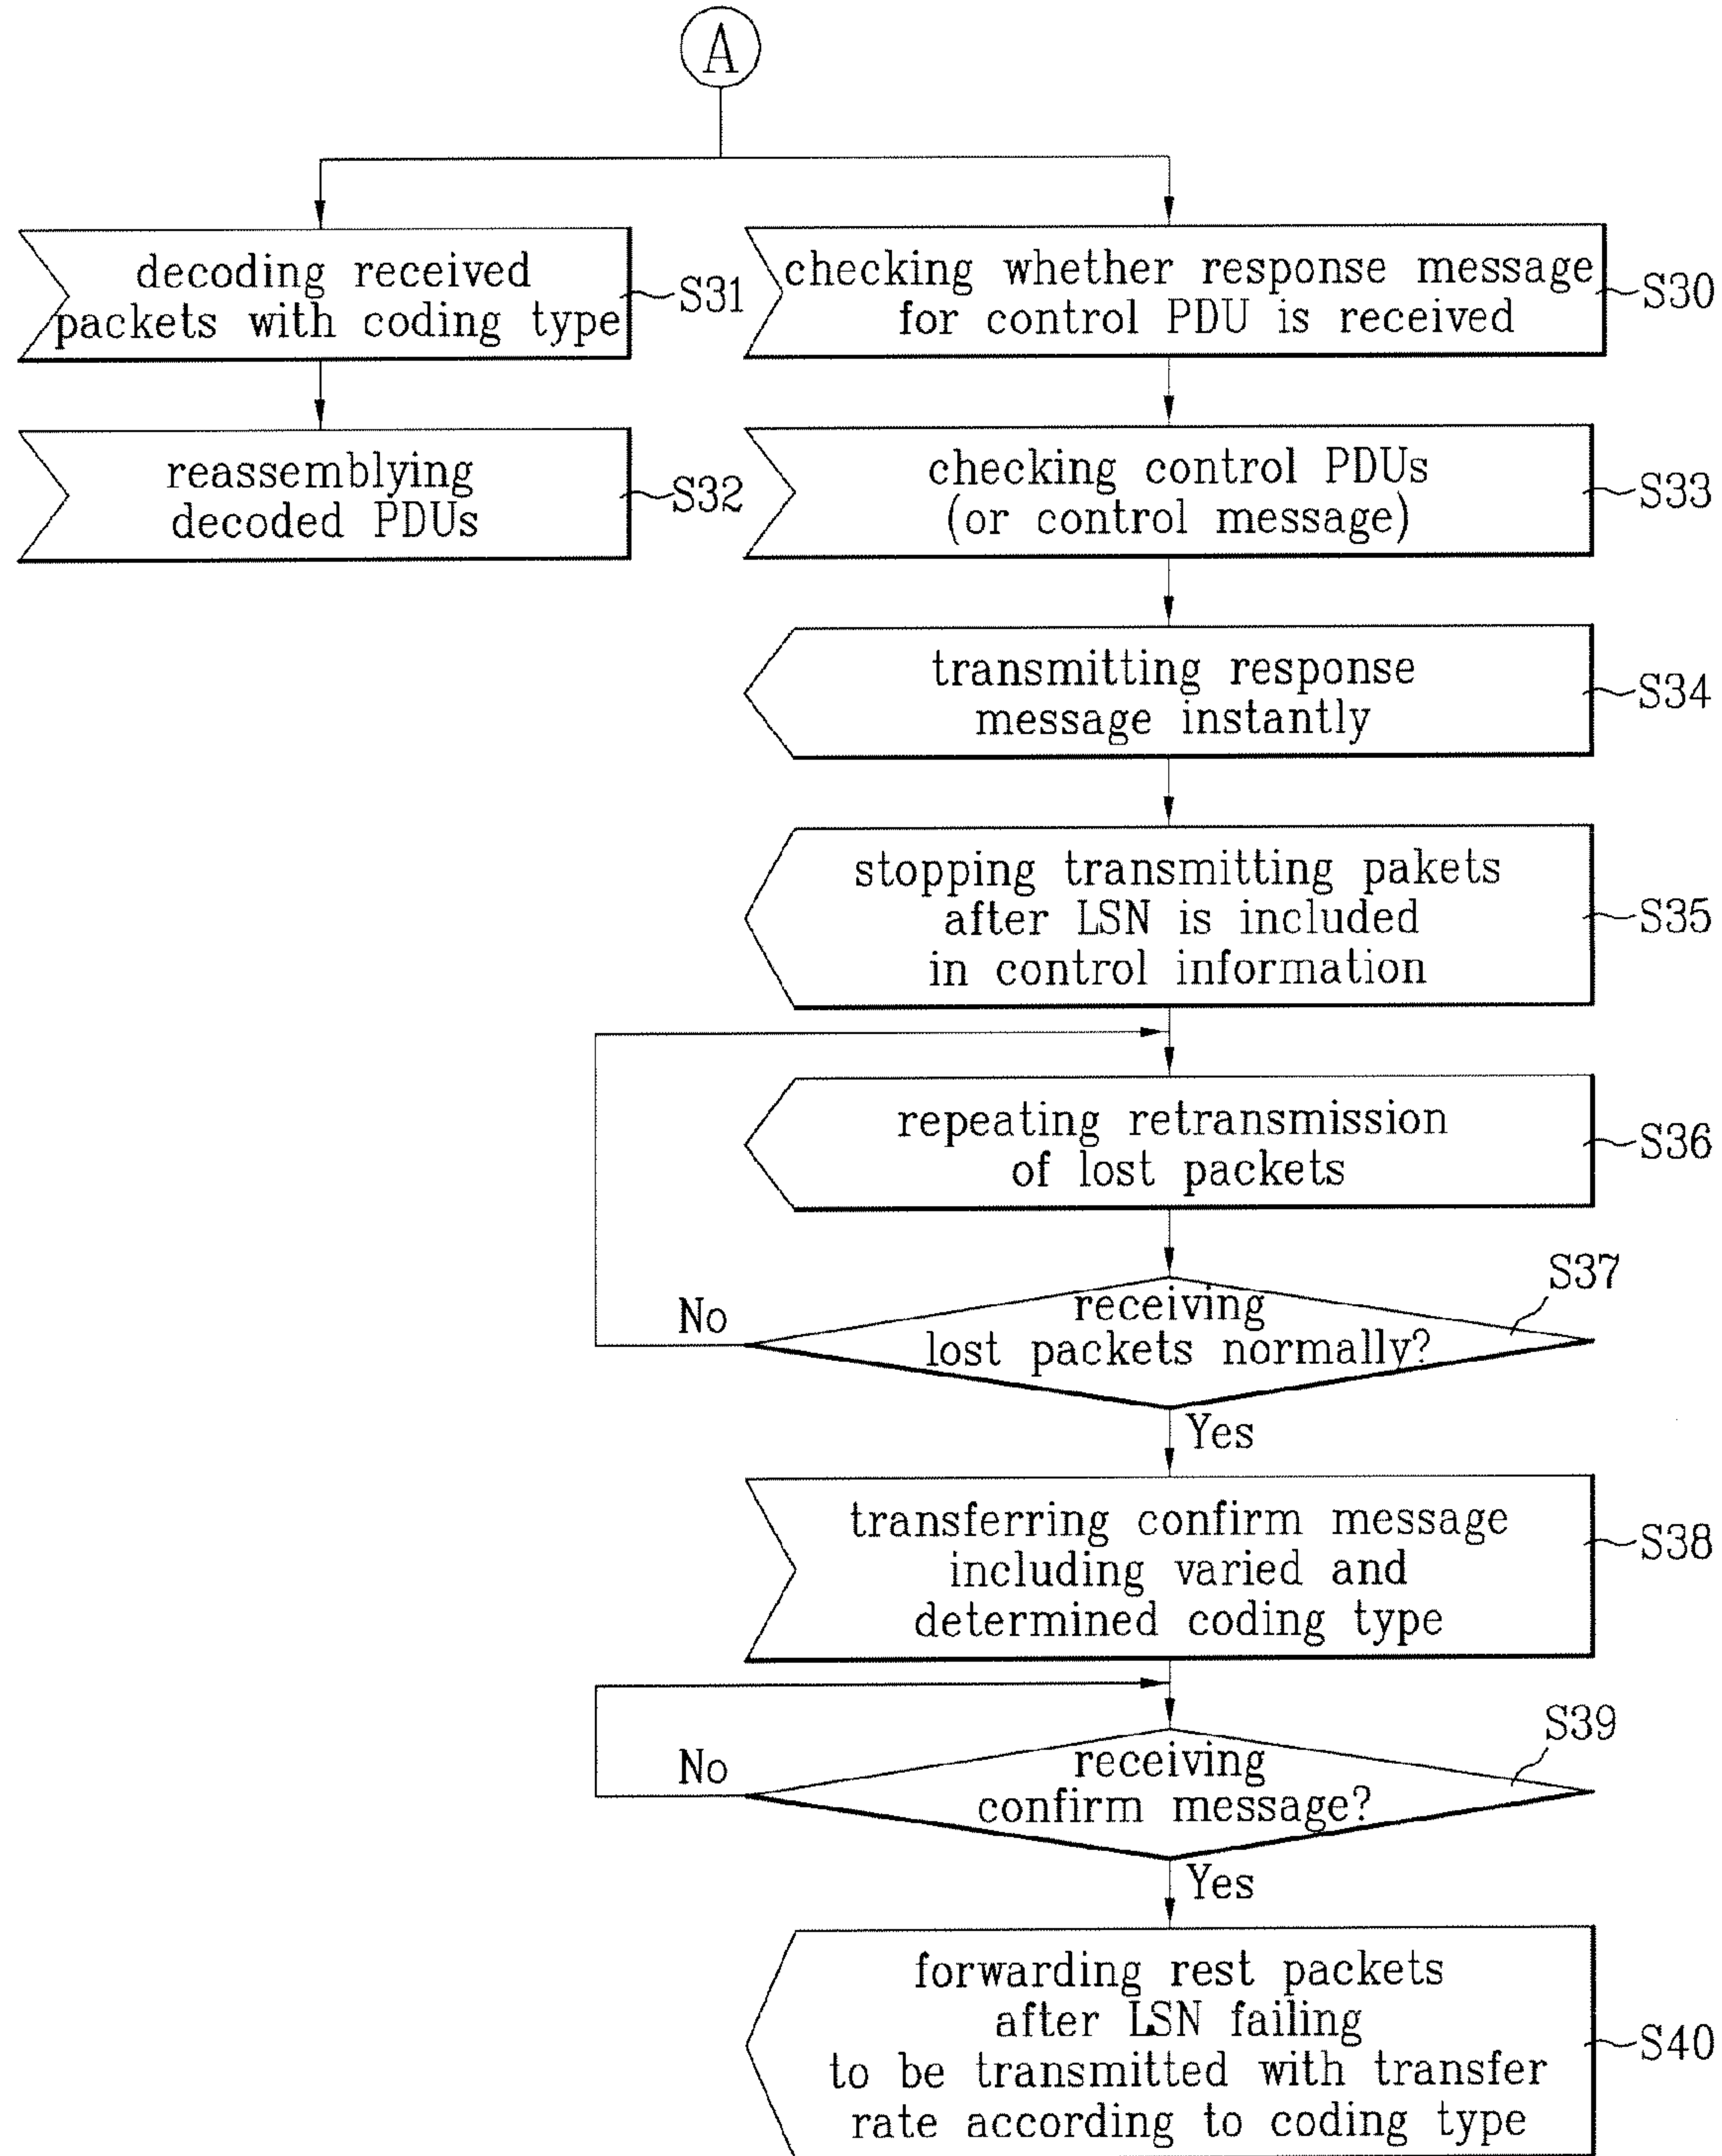 A
decoding received
packets with coding type
S31
checking whether response message
for control PDU is received
S30
reassemblying
decoded PDUs
S32
checking control PDUs
(or control message)
S33
transmitting response
message instantly
S34
stopping transmitting pakets
after LSN is included
in control information
S35
repeating retransmission
of lost packets
S36
S37
receiving
lost packets normally?
No
Yes
transferring confirm message
including varied and
determined coding type
S38
S39
receiving
confirm message?
No
Yes
forwarding rest packets
after LSN failing
to be transmitted with transfer
rate according to coding type
S40